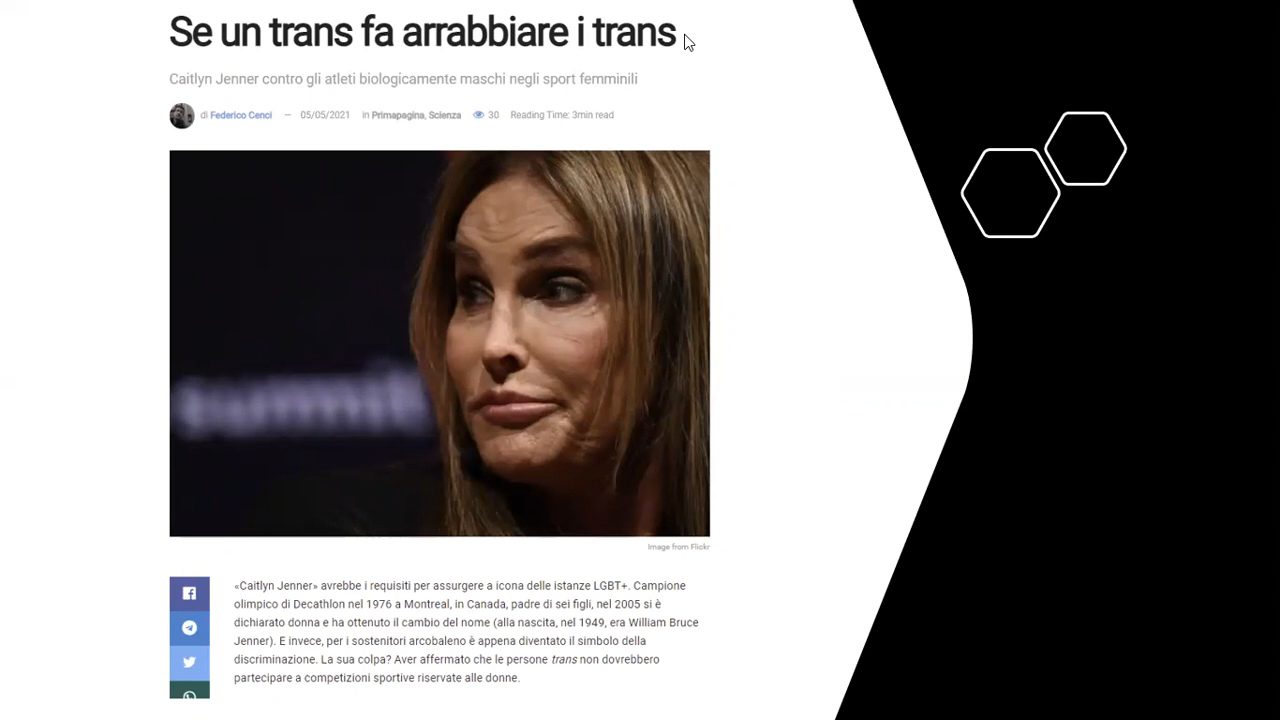 Se un trans fa arrabbiare i trans
Caitlyn Jenner contro gli atleti biologicamente maschi negli sport femminili
di Federico Cenci — 05/05/2021 in Primapagina, Scienza 30 Reading Time: 3min read
summit
Image from Flickr
«Caitlyn Jenner» avrebbe i requisiti per assurgere a icona delle istanze LGBT+. Campione
olimpico di Decathlon nel 1976 a Montreal, in Canada, padre di sei figli, nel 2005 si è
dichiarato donna e ha ottenuto il cambio del nome (alla nascita, nel 1949, era William Bruce
Jenner). E invece, per i sostenitori arcobaleno è appena diventato il simbolo della
discriminazione. La sua colpa? Aver affermato che le persone trans non dovrebbero
partecipare a competizioni sportive riservate alle donne.